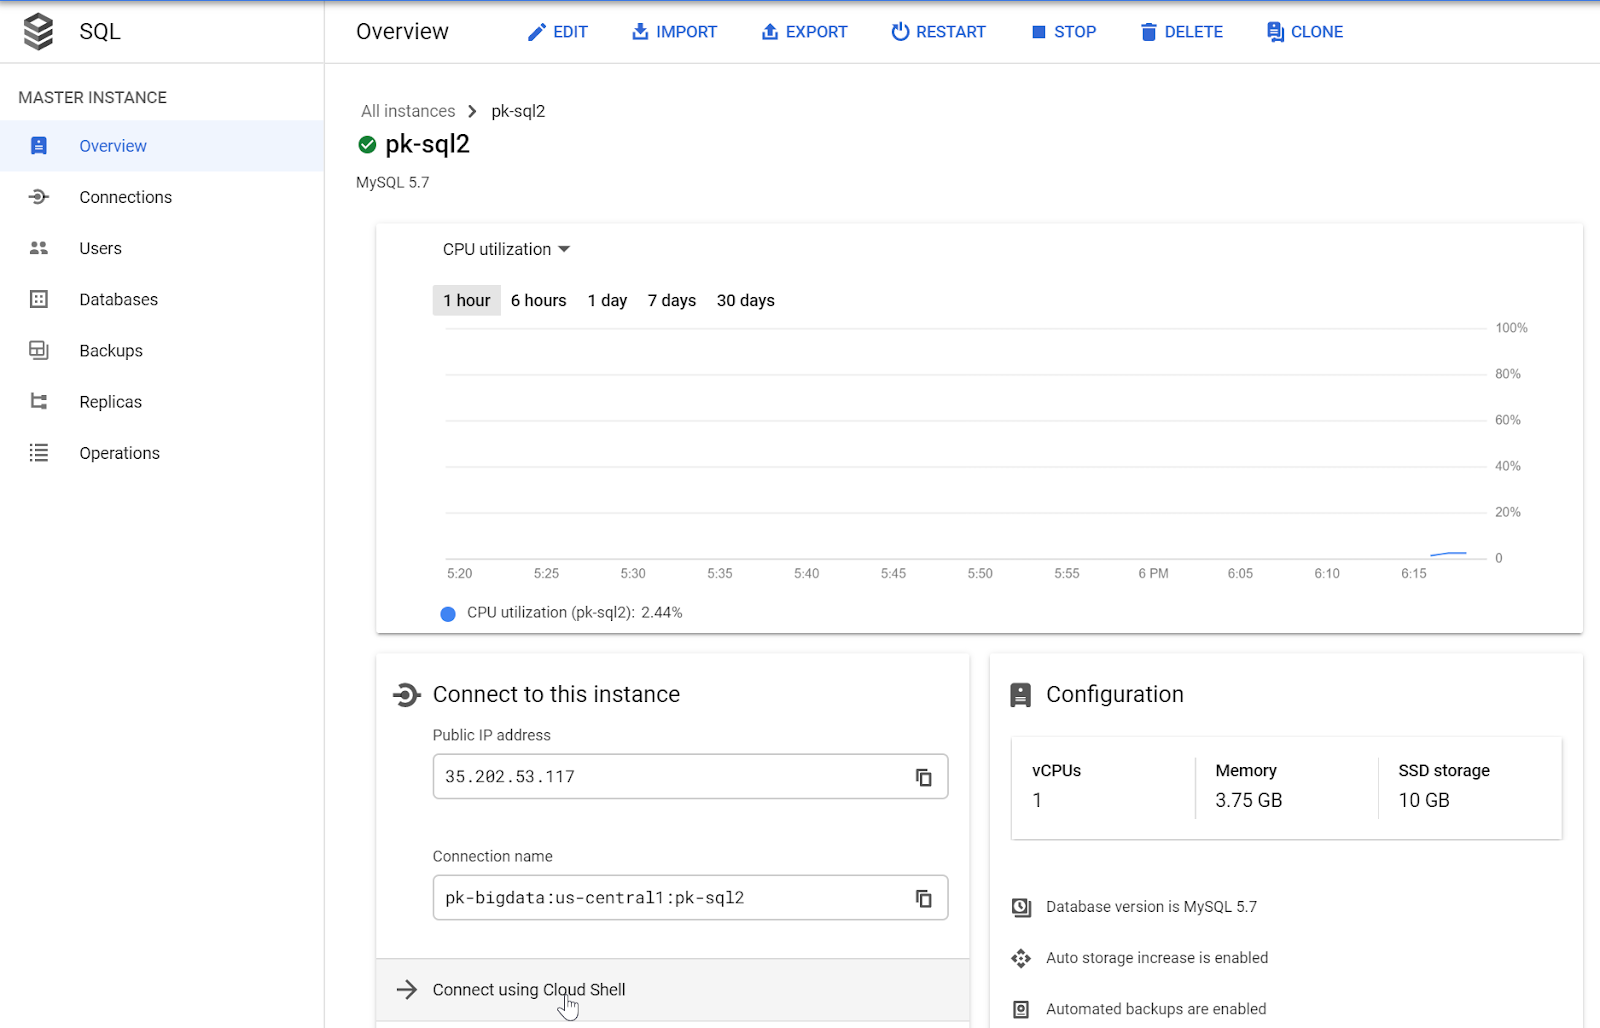 SQL
Overview
EDIT
IMPORT
EXPORT
RESTART
STOP
DELETE
CLONE
MASTER INSTANCE
Overview
Connections
Users
Databases
Backups
Replicas
Operations
All instances
pk-sql2
pk-sql2
MySQL 5.7
CPU utilization
1 hour
6 hours
1 day
7 days
30 days
100%
80%
60%
40%
20%
0
5:20
5:25
5:30
5:35
5:40
5:45
5:50
5:55
6 PM
6:05
6:10
6:15
CPU utilization (pk-sql2): 2.44%
Connect to this instance
Public IP address
35.202.53.117
Connection name
pk-bigdata:us-central1:pk-sql2
Connect using Cloud Shell
Configuration
vCPUs
1
Memory
3.75 GB
SSD storage
10 GB
Database version is MySQL 5.7
Auto storage increase is enabled
Automated backups are enabled